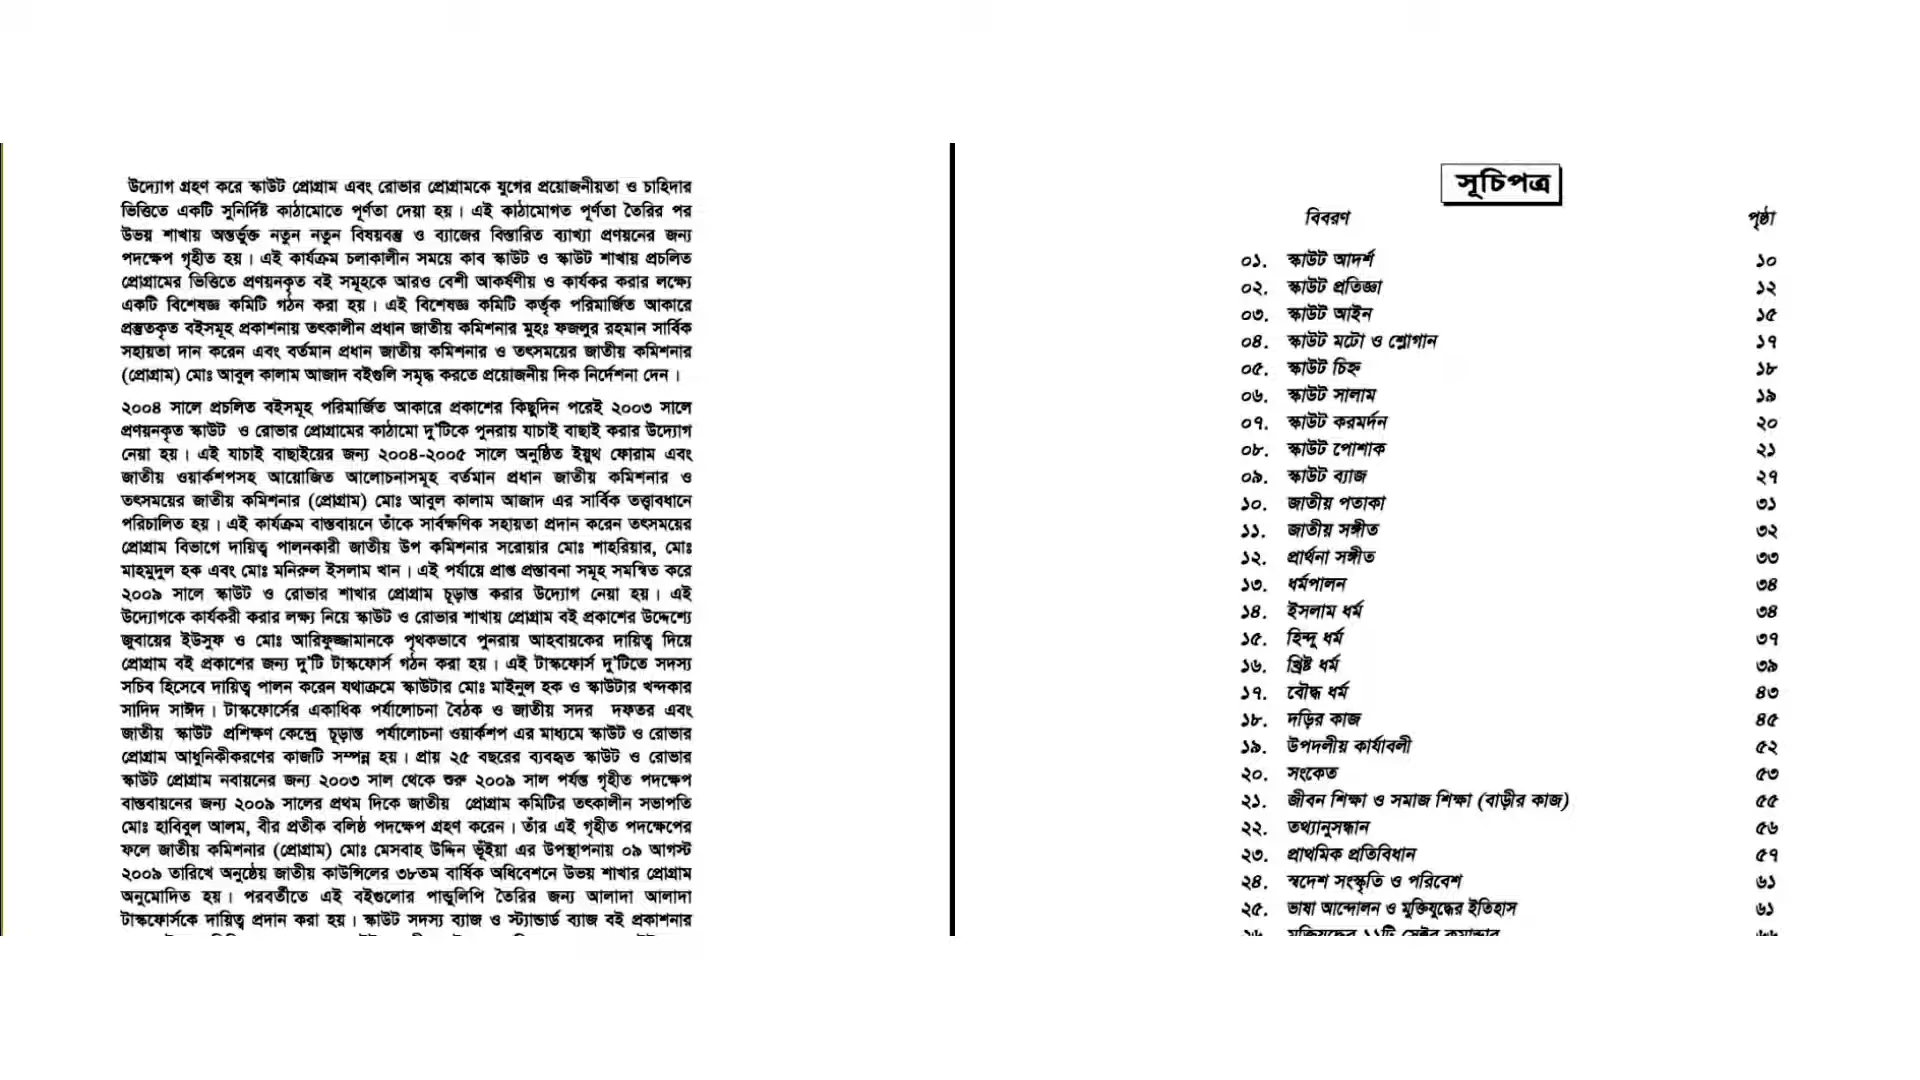 উদ্যোগ গ্রহণ করে স্কাউট প্রোগ্রাম এবং রোভার প্রোগ্রামকে যুগের প্রয়োজনীয়তা ও চাহিদার
ভিত্তিতে একটি সুনির্দিষ্ট কাঠামোতে পূর্ণতা দেয়া হয়। এই কাঠামোগত পূর্ণতা তৈরির পর
উভয় শাখায় অন্তর্ভুক্ত নতুন নতুন বিষয়বস্তু ও ব্যাজের বিস্তারিত ব্যাখ্যা প্রণয়নের জন্য
পদক্ষেপ গৃহীত হয়। এই কার্যক্রম চলাকালীন সময়ে কাব স্কাউট ও স্কাউট শাখায় প্রচলিত
প্রোগ্রামের ভিত্তিতে প্রণয়নকৃত বই সমূহকে আরও বেশী আকর্ষণীয় ও কার্যকর করার লক্ষ্যে
একটি বিশেষজ্ঞ কমিটি গঠন করা হয়। এই বিশেষজ্ঞ কমিটি কর্তৃক পরিমার্জিত আকারে
প্রস্তুতকৃত বইসমূহ প্রকাশনায় তৎকালীন প্রধান জাতীয় কমিশনার মুহঃ ফজলুর রহমান সার্বিক
সহায়তা দান করেন এবং বর্তমান প্রধান জাতীয় কমিশনার ও তৎসময়ের জাতীয় কমিশনার
(প্রোগ্রাম) মোঃ আবুল কালাম আজাদ বইগুলি সমৃদ্ধ করতে প্রয়োজনীয় দিক নির্দেশনা দেন।
২০০৪ সালে প্রচলিত বইসমূহ পরিমার্জিত আকারে প্রকাশের কিছুদিন পরেই ২০০৩ সালে
প্রণয়নকৃত স্কাউট ও রোভার প্রোগ্রামের কাঠামো দু'টিকে পুনরায় যাচাই বাছাই করার উদ্যোগ
নেয়া হয়। এই যাচাই বাছাইয়ের জন্য ২০০৪-২০০৫ সালে অনুষ্ঠিত ইয়ুথ ফোরাম এবং
জাতীয় ওয়ার্কশপসহ আয়োজিত আলোচনাসমূহ বর্তমান প্রধান জাতীয় কমিশনার ও
তৎসময়ের জাতীয় কমিশনার (প্রোগ্রাম) মোঃ আবুল কালাম আজাদ এর সার্বিক তত্ত্বাবধানে
পরিচালিত হয়। এই কার্যক্রম বাস্তবায়নে তাঁকে সার্বক্ষণিক সহায়তা প্রদান করেন তৎসময়ের
প্রোগ্রাম বিভাগে দায়িত্ব পালনকারী জাতীয় উপ কমিশনার সরোয়ার মোঃ শাহরিয়ার, মোঃ
মাহমুদুল হক এবং মোঃ মনিরুল ইসলাম খান। এই পর্যায়ে প্রাপ্ত প্রস্তাবনা সমূহ সমন্বিত করে
২০০৯ সালে স্কাউট ও রোভার শাখার প্রোগ্রাম চূড়ান্ত করার উদ্যোগ নেয়া হয়। এই
উদ্যোগকে কার্যকরী করার লক্ষ্য নিয়ে স্কাউট ও রোভার শাখায় প্রোগ্রাম বই প্রকাশের উদ্দেশ্যে
জুবায়ের ইউসুফ ও মোঃ আরিফুজ্জামানকে পৃথকভাবে পুনরায় আহবায়কের দায়িত্ব দিয়ে
প্রোগ্রাম বই প্রকাশের জন্য দু'টি টাস্কফোর্স গঠন করা হয়। এই টাস্কফোর্স দু'টিতে সদস্য
সচিব হিসেবে দায়িত্ব পালন করেন যথাক্রমে স্কাউটার মোঃ মাইনুল হক ও স্কাউটার খন্দকার
সাদিদ সাঈদ। টাস্কফোর্সের একাধিক পর্যালোচনা বৈঠক ও জাতীয় সদর দফতর এবং
জাতীয় স্কাউট প্রশিক্ষণ কেন্দ্রে চূড়ান্ত পর্যালোচনা ওয়ার্কশপ এর মাধ্যমে স্কাউট ও রোভার
প্রোগ্রাম আধুনিকীকরণের কাজটি সম্পন্ন হয়। প্রায় ২৫ বছরের ব্যবহৃত স্কাউট ও রোভার
স্কাউট প্রোগ্রাম নবায়নের জন্য ২০০৩ সাল থেকে শুরু ২০০৯ সাল পর্যন্ত গৃহীত পদক্ষেপ
বাস্তবায়নের জন্য ২০০৯ সালের প্রথম দিকে জাতীয় প্রোগ্রাম কমিটির তৎকালীন সভাপতি
মোঃ হাবিবুল আলম, বীর প্রতীক বলিষ্ঠ পদক্ষেপ গ্রহণ করেন। তাঁর এই গৃহীত পদক্ষেপের
ফলে জাতীয় কমিশনার (প্রোগ্রাম) মোঃ মেসবাহ উদ্দিন ভূঁইয়া এর উপস্থাপনায় ০৯ আগস্ট
২০০৯ তারিখে অনুষ্ঠেয় জাতীয় কাউন্সিলের ৩৮তম বার্ষিক অধিবেশনে উভয় শাখার প্রোগ্রাম
অনুমোদিত হয়। পরবর্তীতে এই বইগুলোর পান্ডুলিপি তৈরির জন্য আলাদা আলাদা
টাস্কফোর্সকে দায়িত্ব প্রদান করা হয়। স্কাউট সদস্য ব্যাজ ও স্ট্যান্ডার্ড ব্যাজ বই প্রকাশনার
সূচিপত্র
বিবরণ পৃষ্ঠা
০১. স্কাউট আদর্শ ১০
০২. স্কাউট প্রতিজ্ঞা ১২
০৩. স্কাউট আইন ১৫
০৪. স্কাউট মটো ও শ্লোগান ১৭
০৫. স্কাউট চিহ্ন ১৮
০৬. স্কাউট সালাম ১৯
০৭. স্কাউট করমর্দন ২০
০৮. স্কাউট পোশাক ২১
০৯. স্কাউট ব্যাজ ২৭
১০. জাতীয় পতাকা ৩১
১১. জাতীয় সঙ্গীত ৩২
১২. প্রার্থনা সঙ্গীত ৩৩
১৩. ধর্মপালন ৩৪
১৪. ইসলাম ধর্ম ৩৪
১৫. হিন্দু ধর্ম ৩৭
১৬. খ্রিষ্ট ধর্ম ৩৯
১৭. বৌদ্ধ ধর্ম ৪৩
১৮. দড়ির কাজ ৪৫
১৯. উপদলীয় কার্যাবলী ৫২
২০. সংকেত ৫৩
২১. জীবন শিক্ষা ও সমাজ শিক্ষা (বাড়ীর কাজ) ৫৫
২২. তথ্যানুসন্ধান ৫৬
২৩. প্রাথমিক প্রতিবিধান ৫৭
২৪. স্বদেশ সংস্কৃতি ও পরিবেশ ৬১
২৫. ভাষা আন্দোলন ও মুক্তিযুদ্ধের ইতিহাস ৬১
২৬. মুক্তিযুদ্ধের ১১টি সেক্টর কমান্ডার ৬৬